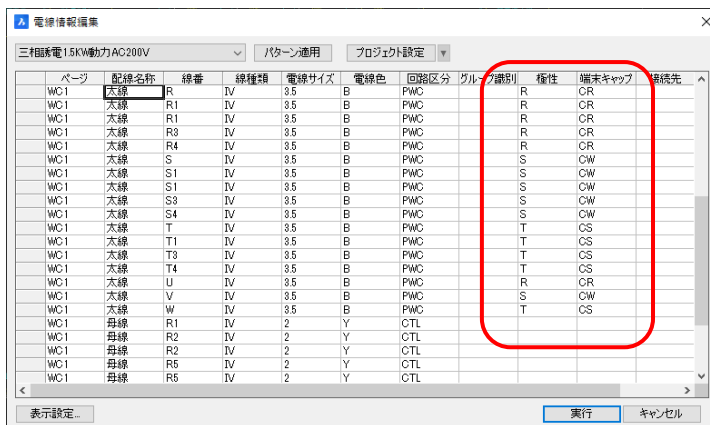 電線情報編集
三相誘電1.5KW動力AC200V パターン適用 プロジェクト設定
ページ 配線名称 線番 線種類 電線サイズ 電線色 回路区分 グループ識別 極性 端末キャップ 接続先
WC1 太線 R IV 3.5 B PWC R CR
WC1 太線 R1 IV 3.5 B PWC R CR
WC1 太線 R1 IV 3.5 B PWC R CR
WC1 太線 R3 IV 3.5 B PWC R CR
WC1 太線 R4 IV 3.5 B PWC R CR
WC1 太線 S IV 3.5 B PWC S CW
WC1 太線 S1 IV 3.5 B PWC S CW
WC1 太線 S1 IV 3.5 B PWC S CW
WC1 太線 S3 IV 3.5 B PWC S CW
WC1 太線 S4 IV 3.5 B PWC S CW
WC1 太線 T IV 3.5 B PWC T CS
WC1 太線 T1 IV 3.5 B PWC T CS
WC1 太線 T3 IV 3.5 B PWC T CS
WC1 太線 T4 IV 3.5 B PWC T CS
WC1 太線 U IV 3.5 B PWC R CR
WC1 太線 V IV 3.5 B PWC S CW
WC1 太線 W IV 3.5 B PWC T CS
WC1 母線 R1 IV 2 Y CTL
WC1 母線 R2 IV 2 Y CTL
WC1 母線 R2 IV 2 Y CTL
WC1 母線 R5 IV 2 Y CTL
WC1 母線 R5 IV 2 Y CTL
表示設定... 実行 キャンセル